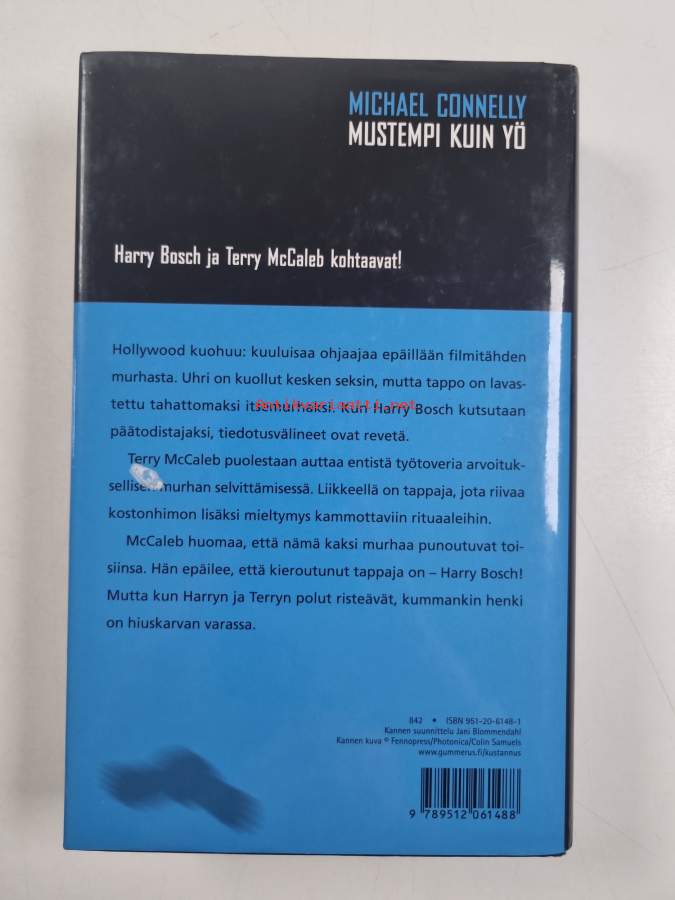 MICHAEL CONNELLY
MUSTEMPI KUIN YÖ
Harry Bosch ja Terry McCaleb kohtaavat!
Hollywood kuohuu: kuuluisaa ohjaajaa epäillään filmitähden
murhasta. Uhri on kuollut kesken seksin, mutta tappo on lavas-
tettu tahattomaksi itsemurhaksi. Kun Harry Bosch kutsutaan
Antikvariaatti.net
päätodistajaksi, tiedotusvälineet ovat revetä.
Terry McCaleb puolestaan auttaa entistä työtoveria arvoituk-
sellisen murhan selvittämisessä. Liikkeellä on tappaja, jota riivaa
kostonhimon lisäksi mieltymys kammottaviin rituaaleihin.
McCaleb huomaa, että nämä kaksi murhaa punoutuvat toi-
siinsa. Hän epäilee, että kieroutunut tappaja on – Harry Bosch!
Mutta kun Harryn ja Terryn polut risteävät, kummankin henki
on hiuskarvan varassa.
842 • ISBN 951-20-6148-1
Kannen suunnittelu Jani Blommendahl
Kannen kuva © Fennopress/Photonica/Colin Samuels
www.gummerus.fi/kustannus
9 789512 061488